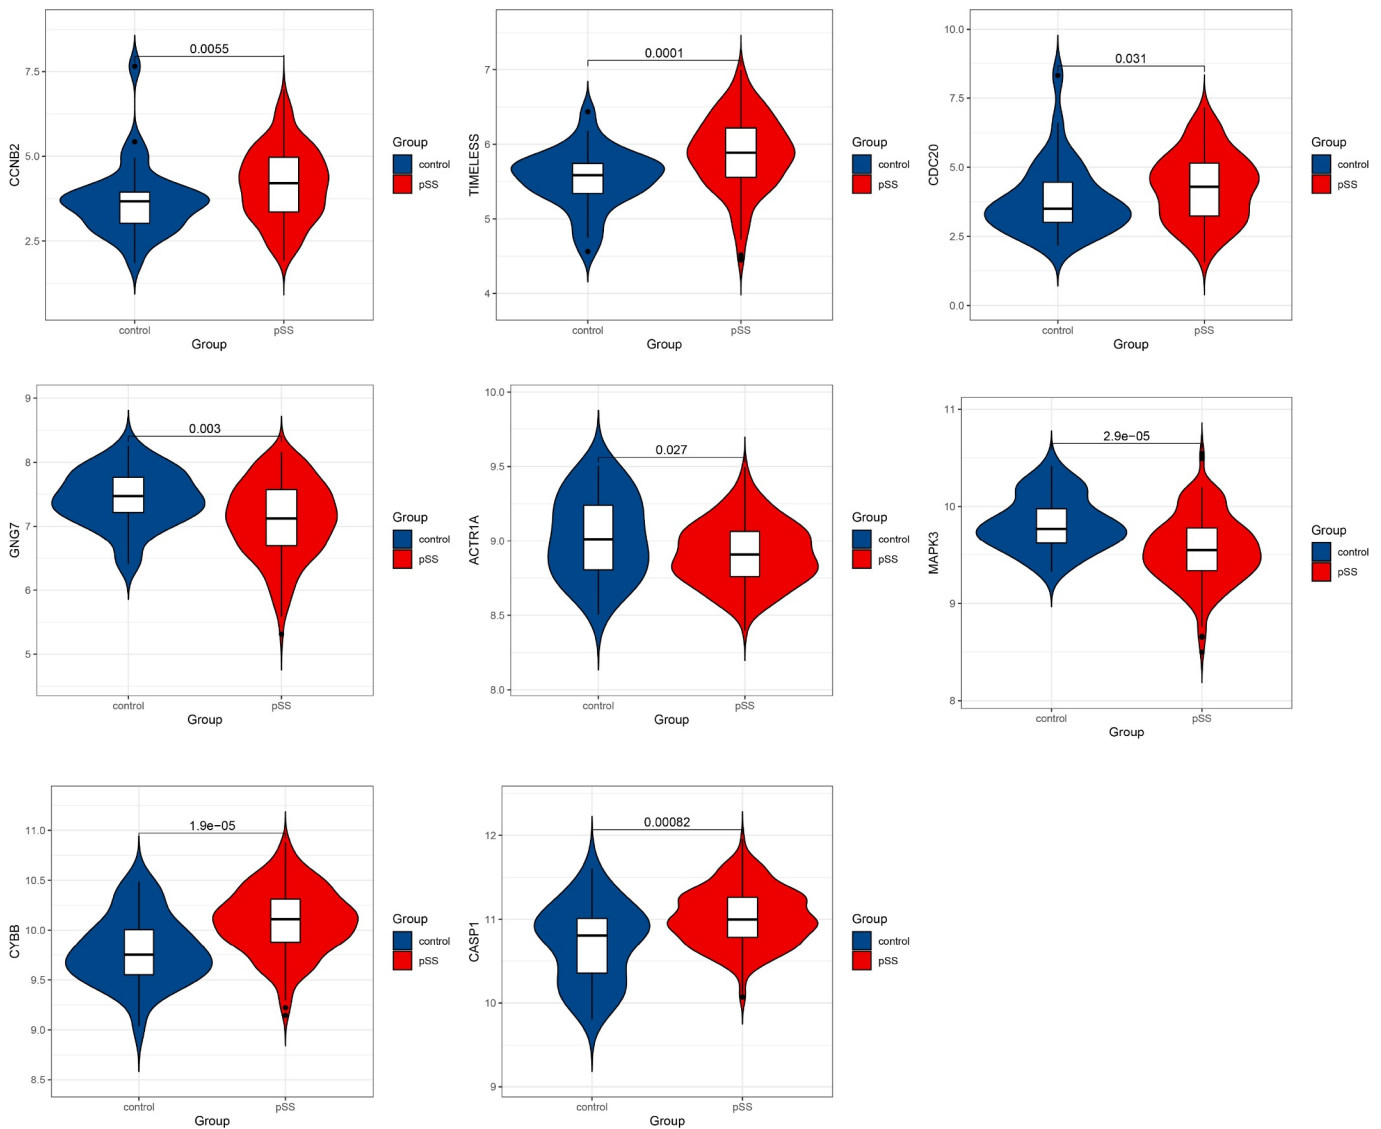 CCNB2
7.5
5.0
2.5
0.0055
control
pSS
Group
Group
control
pSS
TIMELESS
7
6
5
4
0.0001
control
pSS
Group
Group
control
pSS
CDC20
10.0
7.5
5.0
2.5
0.0
0.031
control
pSS
Group
Group
control
pSS
GNG7
9
8
7
6
5
0.003
control
pSS
Group
Group
control
pSS
ACTR1A
10.0
9.5
9.0
8.5
8.0
0.027
control
pSS
Group
Group
control
pSS
MAPK3
11
10
9
8
2.9e−05
control
pSS
Group
Group
control
pSS
CYBB
11.0
10.5
10.0
9.5
9.0
8.5
1.9e−05
control
pSS
Group
Group
control
pSS
CASP1
12
11
10
9
0.00082
control
pSS
Group
Group
control
pSS